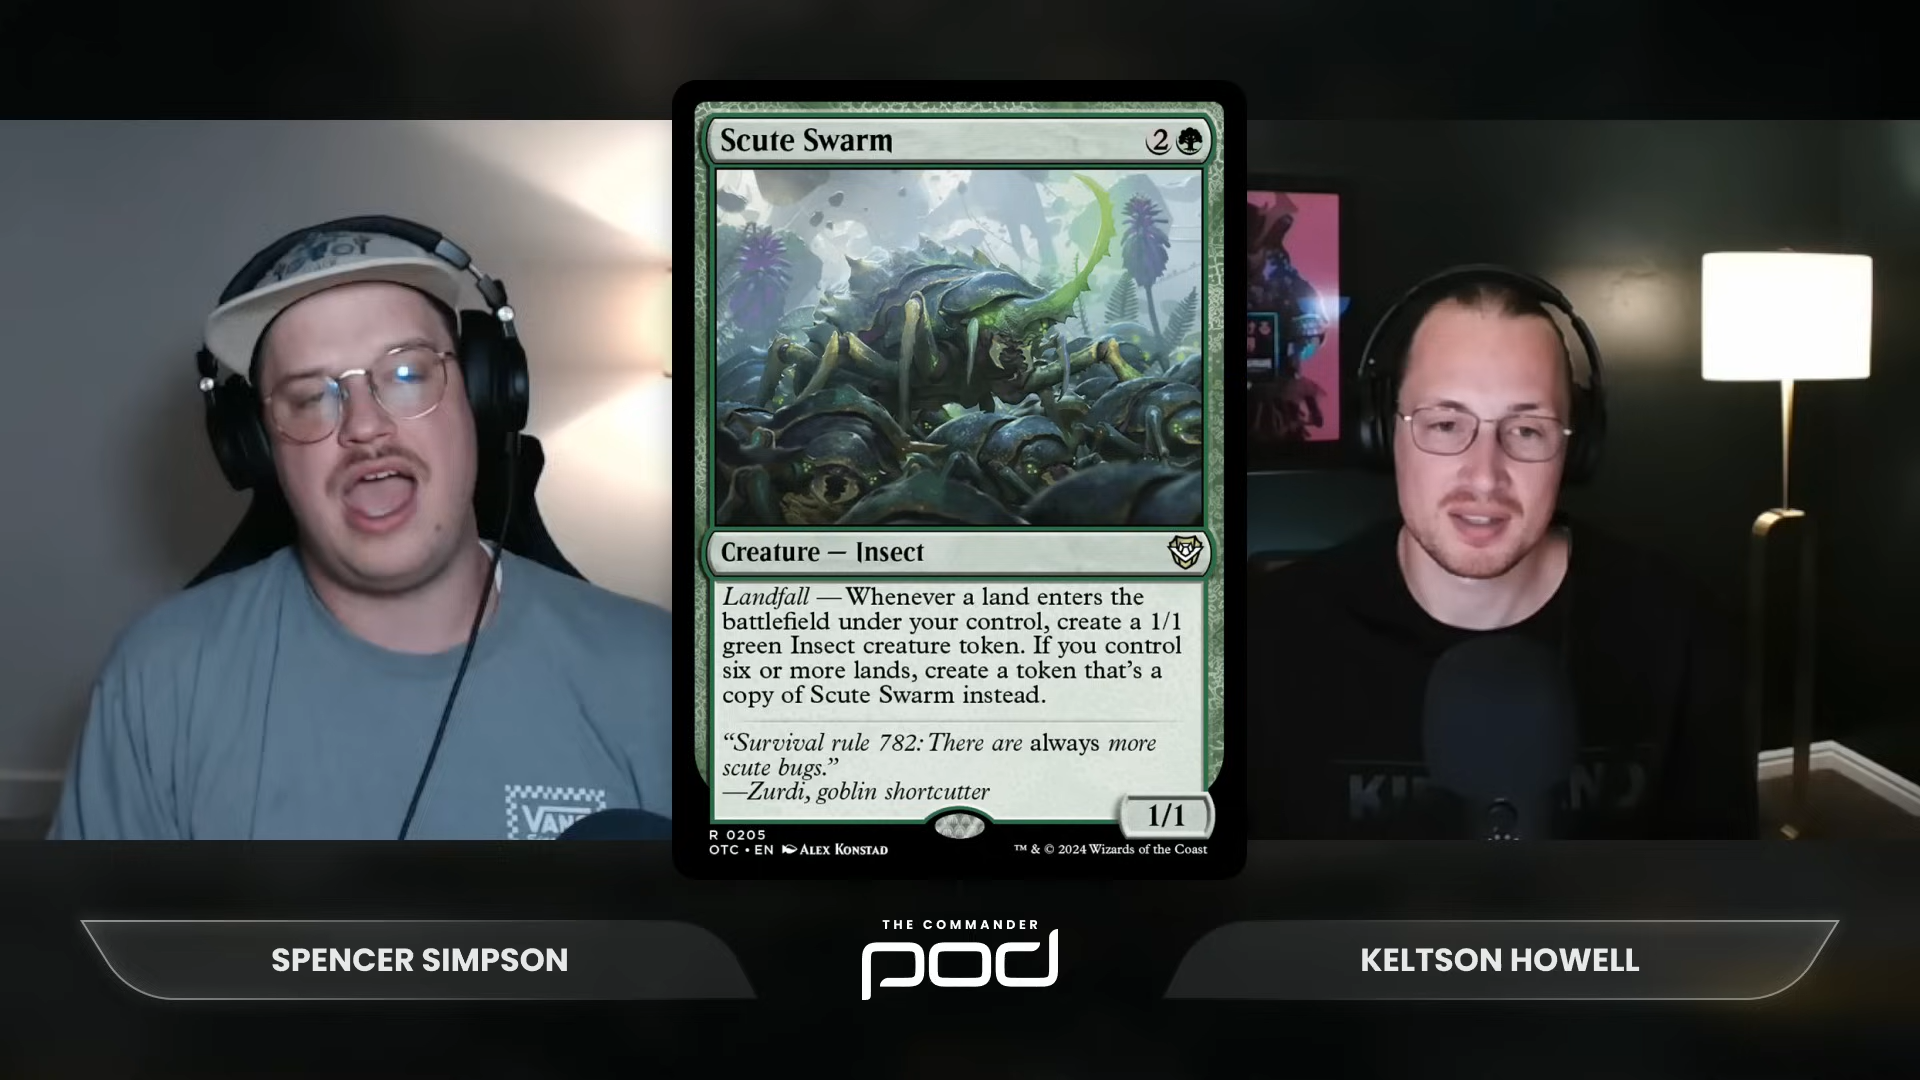 Scute Swarm
2
Creature — Insect
Landfall — Whenever a land enters the
battlefield under your control, create a 1/1
green Insect creature token. If you control
six or more lands, create a token that’s a
copy of Scute Swarm instead.
“Survival rule 782: There are always more
scute bugs.”
—Zurdi, goblin shortcutter
1/1
R 0205
OTC • EN ALEX KONSTAD
™ & © 2024 Wizards of the Coast
VANS
THE COMMANDER
pod
SPENCER SIMPSON
KELTSON HOWELL